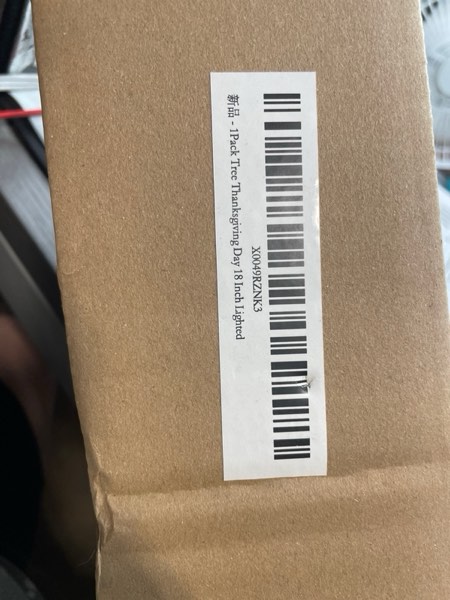 X0049RZNK3
新品 - 1Pack Tree Thanksgiving Day 18 Inch Lighted